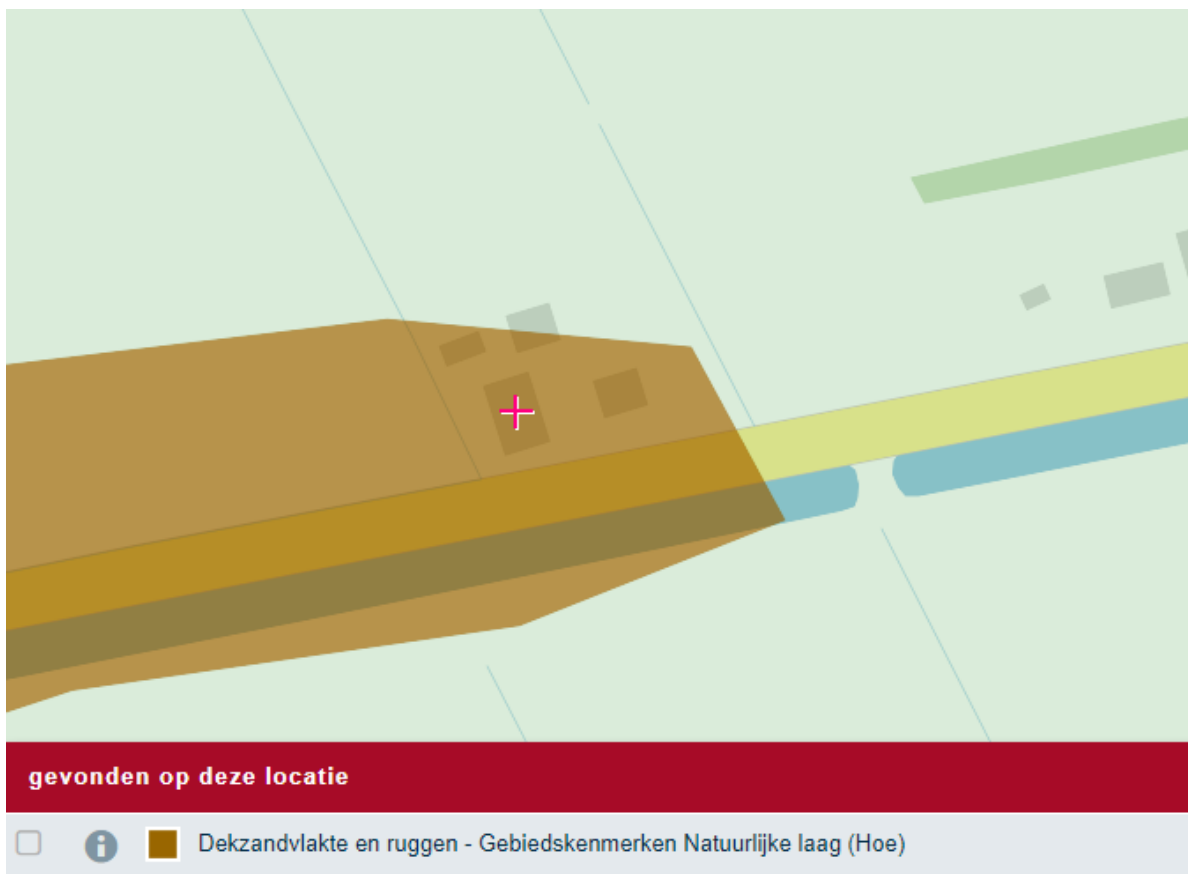 gevonden op deze locatie
Dekzandvlakte en ruggen - Gebiedskenmerken Natuurlijke laag (Hoe)